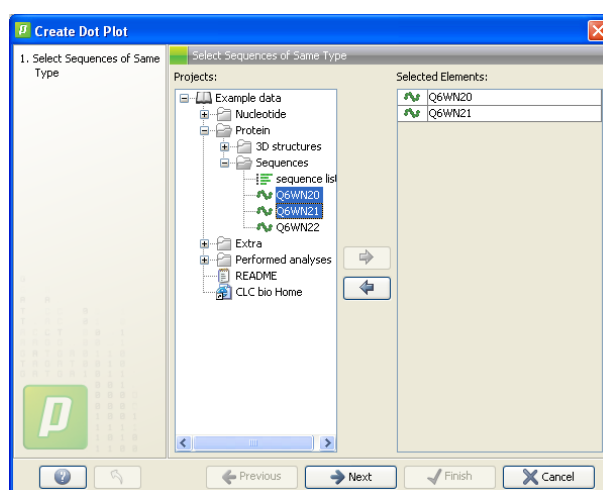 Create Dot Plot
1. Select Sequences of Same
Type
Select Sequences of Same Type
Projects:
Selected Elements:
Example data
Nucleotide
Protein
3D structures
Sequences
sequence list
Q6WN20
Q6WN21
Q6WN22
Extra
Performed analyses
README
CLC bio Home
Q6WN20
Q6WN21
Previous
Next
Finish
Cancel